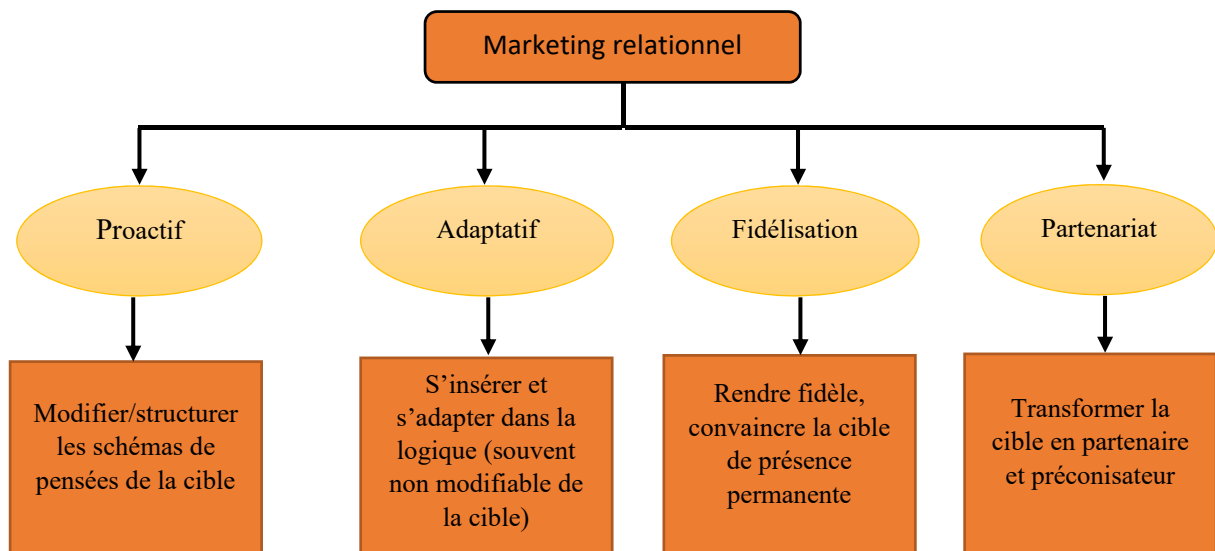 Marketing relationnel
Proactif
Adaptatif
Fidélisation
Partenariat
Modifier/structurer
les schémas de
pensées de la cible
S’insérer et
s’adapter dans la
logique (souvent
non modifiable de
la cible)
Rendre fidèle,
convaincre la cible
de présence
permanente
Transformer la
cible en partenaire
et préconisateur